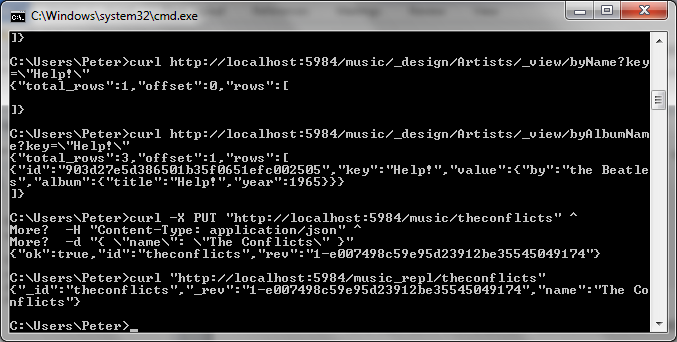 C:\Windows\system32\cmd.exe
]}
C:\Users\Peter>curl http://localhost:5984/music/_design/Artists/_view/byName?key
=\"Help!\"
{"total_rows":1,"offset":0,"rows":[
]}
C:\Users\Peter>curl http://localhost:5984/music/_design/Artists/_view/byAlbumNam
e?key=\"Help!\"
{"total_rows":3,"offset":1,"rows":[
{"id":"903d27e5d386501b35f0651efc002505","key":"Help!","value":{"by":"the Beatle
s","album":{"title":"Help!","year":1965}}}
]}
C:\Users\Peter>curl -X PUT "http://localhost:5984/music/theconflicts" ^
More?  -H "Content-Type: application/json" ^
More?  -d "{ \"name\": \"The Conflicts\" }"
{"ok":true,"id":"theconflicts","rev":"1-e007498c59e95d23912be35545049174"}
C:\Users\Peter>curl "http://localhost:5984/music_repl/theconflicts"
{"_id":"theconflicts","_rev":"1-e007498c59e95d23912be35545049174","name":"The Co
nflicts"}
C:\Users\Peter>_